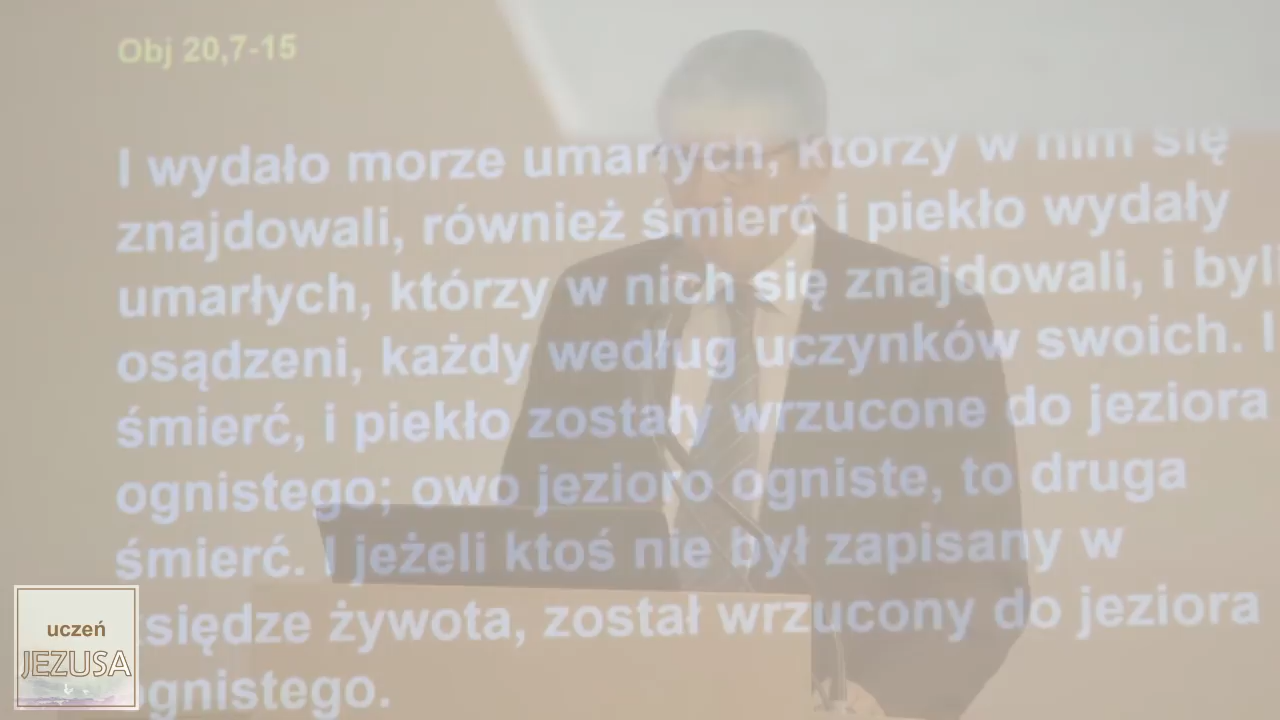 Obj 20,7-15
I wydało morze umarłych, którzy w nim się
znajdowali, również śmierć i piekło wydały
umarłych, którzy w nich się znajdowali, i byli
osądzeni, każdy według uczynków swoich. I
śmierć, i piekło zostały wrzucone do jeziora
ognistego; owo jezioro ogniste, to druga
śmierć. I jeżeli ktoś nie był zapisany w
księdze żywota, został wrzucony do jeziora
ognistego.
uczeń
JEZUSA